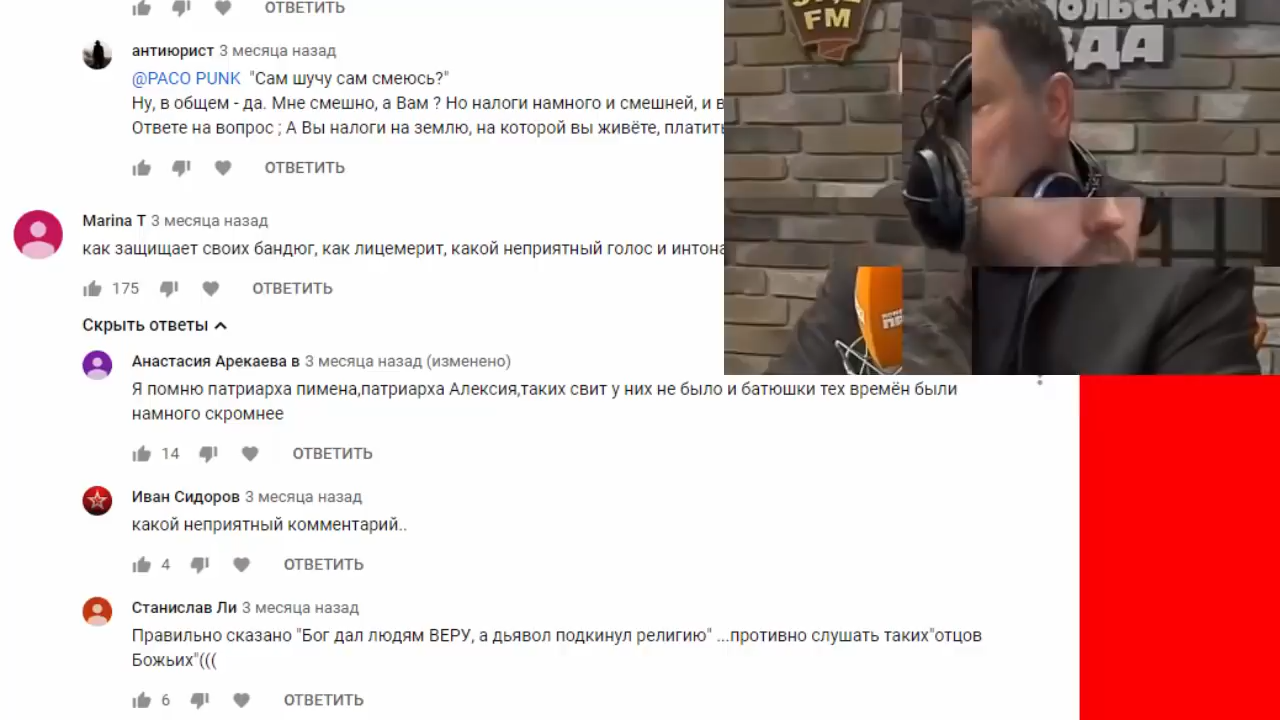 ОТВЕТИТЬ
антиюрист 3 месяца назад
@PACO PUNK "Сам шучу сам смеюсь?"
Ну, в общем - да. Мне смешно, а Вам ? Но налоги намного и смешней, и в
Ответе на вопрос ; А Вы налоги на землю, на которой вы живёте, платить
ОТВЕТИТЬ
Marina T 3 месяца назад
как защищает своих бандюг, как лицемерит, какой неприятный голос и интона
175 ОТВЕТИТЬ
Скрыть ответы
Анастасия Арекаева в 3 месяца назад (изменено)
Я помню патриарха пимена,патриарха Алексия,таких свит у них не было и батюшки тех времён были
намного скромнее
14 ОТВЕТИТЬ
Иван Сидоров 3 месяца назад
какой неприятный комментарий..
4 ОТВЕТИТЬ
Станислав Ли 3 месяца назад
Правильно сказано "Бог дал людям ВЕРУ, а дьявол подкинул религию" ...противно слушать таких"отцов
Божьих"(((
6 ОТВЕТИТЬ
FM
МОЛЬСКАЯ
ВДА